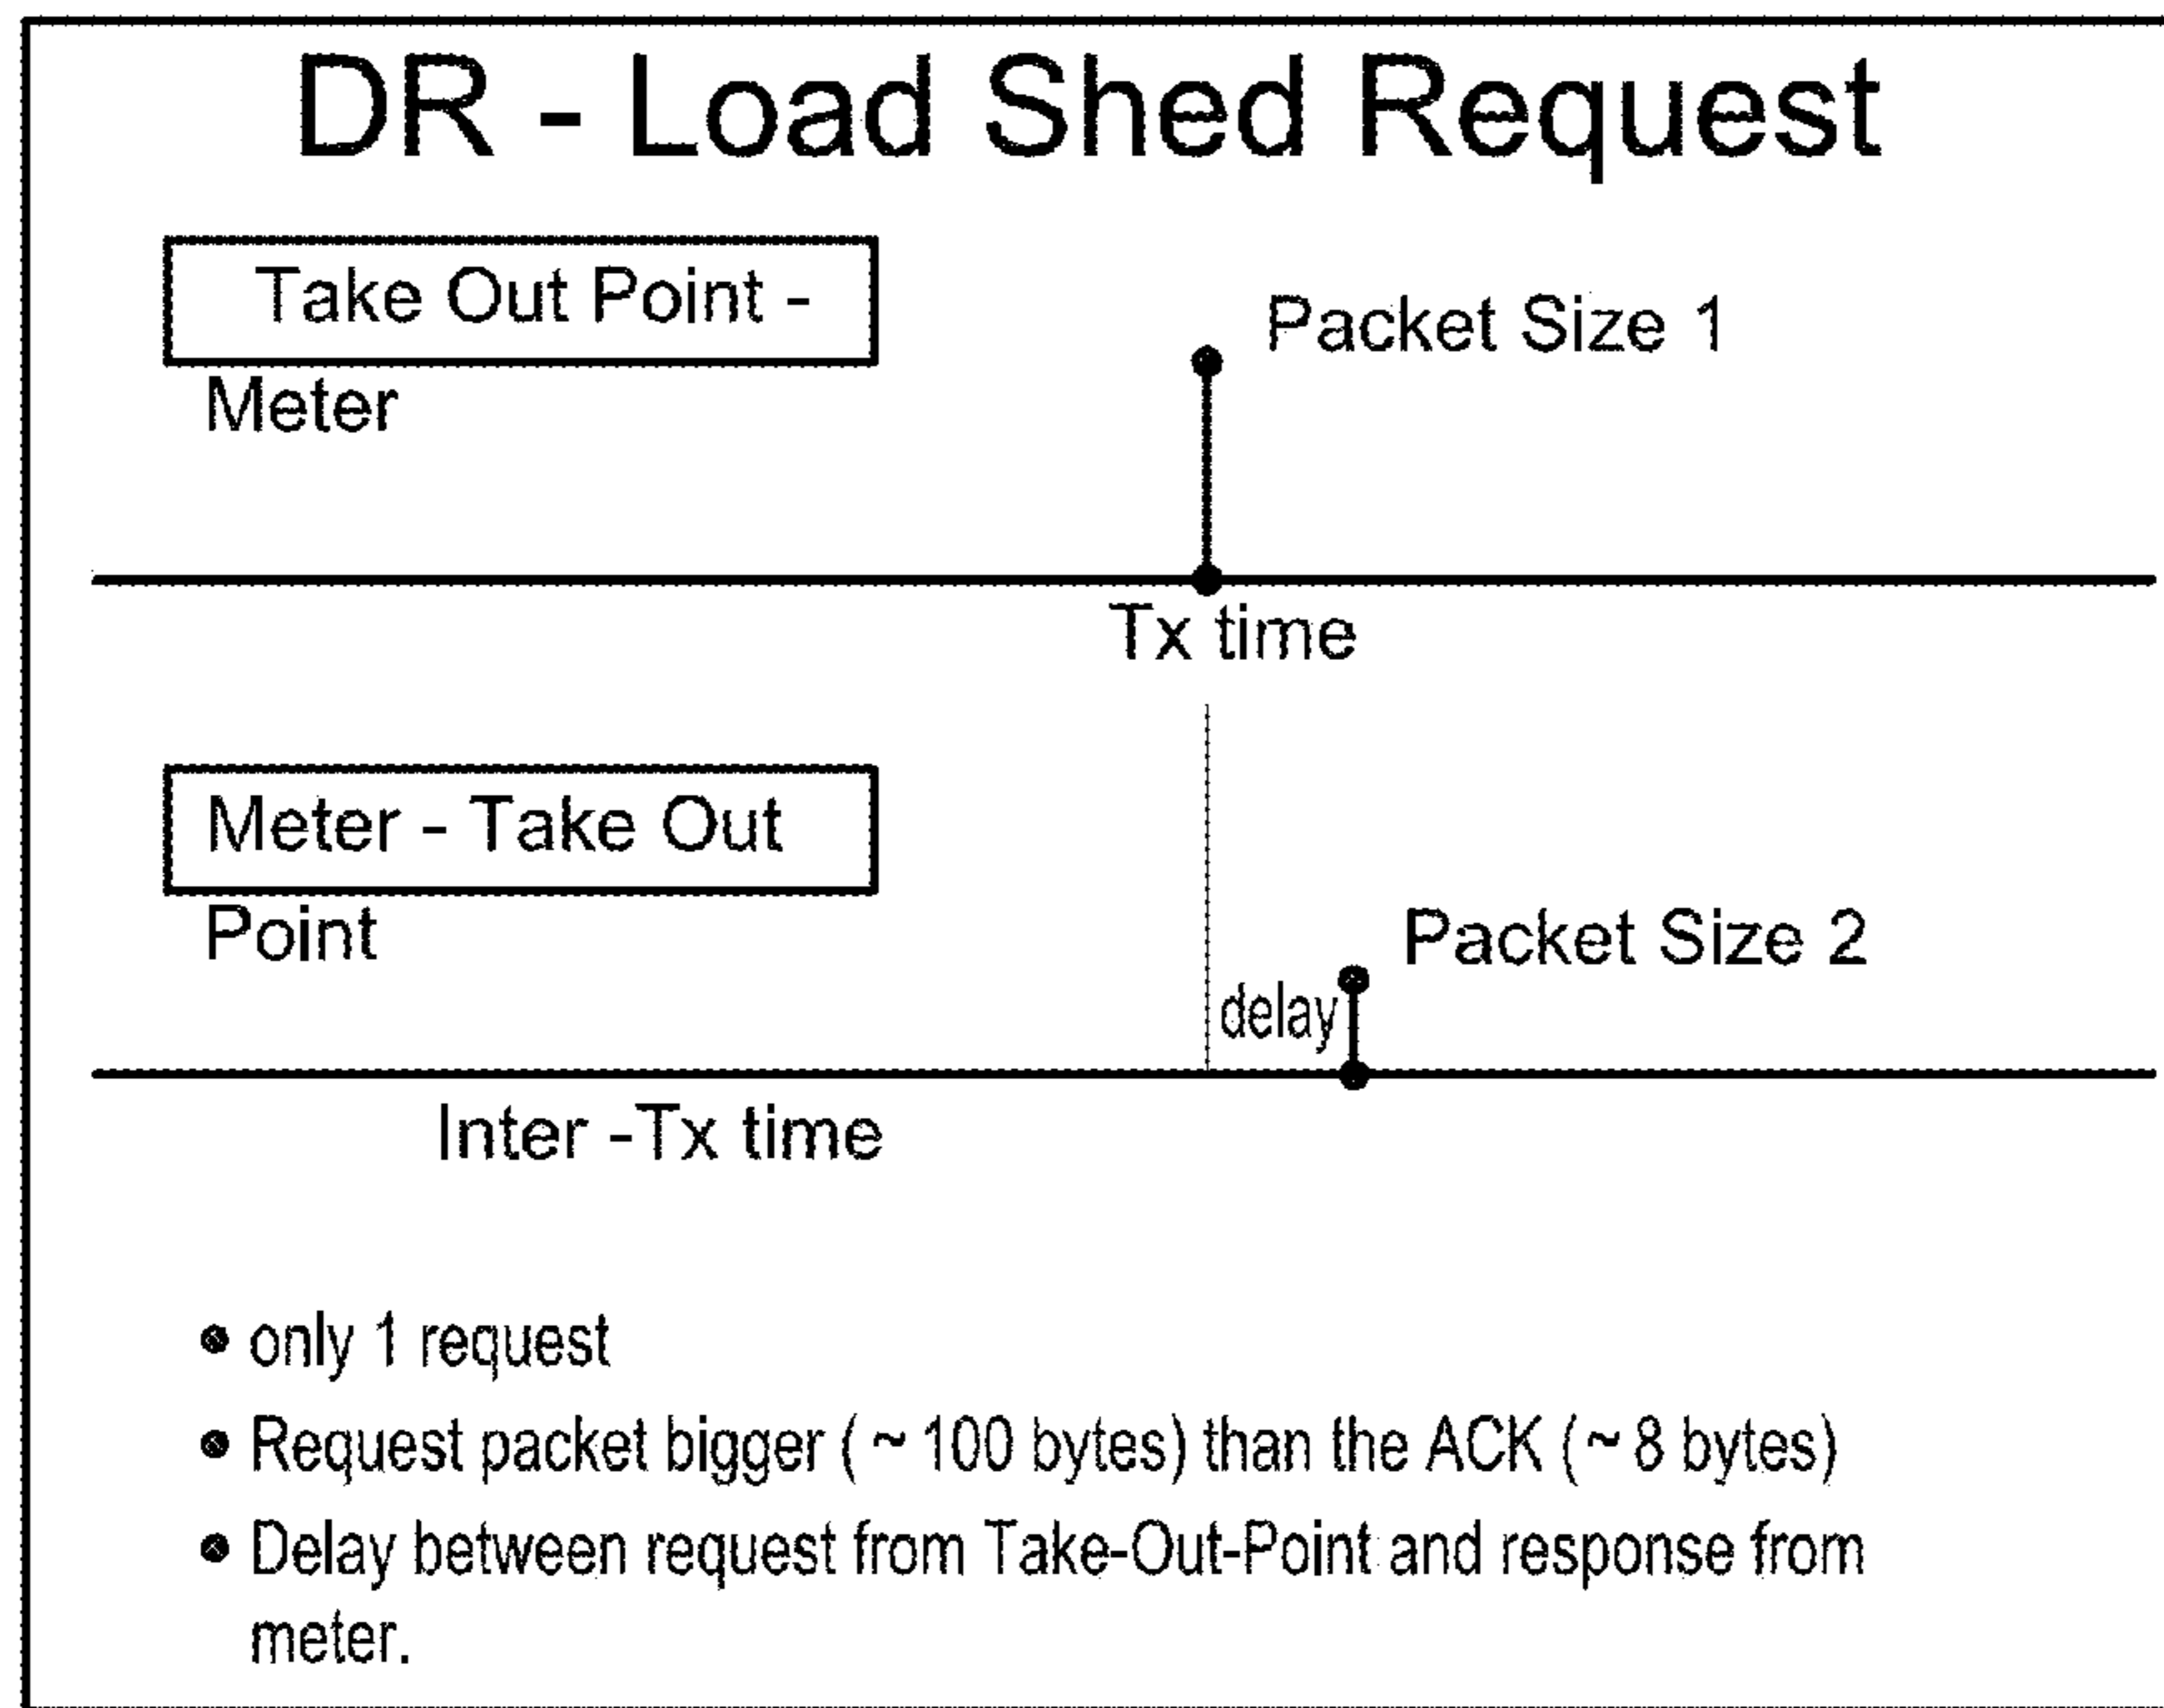 DR - Load Shed Request
Take Out Point -
Meter
Packet Size 1
Tx time
Meter - Take Out
Point
Packet Size 2
delay
Inter -Tx time
only 1 request
Request packet bigger ( ~ 100 bytes) than the ACK ( ~ 8 bytes)
Delay between request from Take-Out-Point and response from
meter.